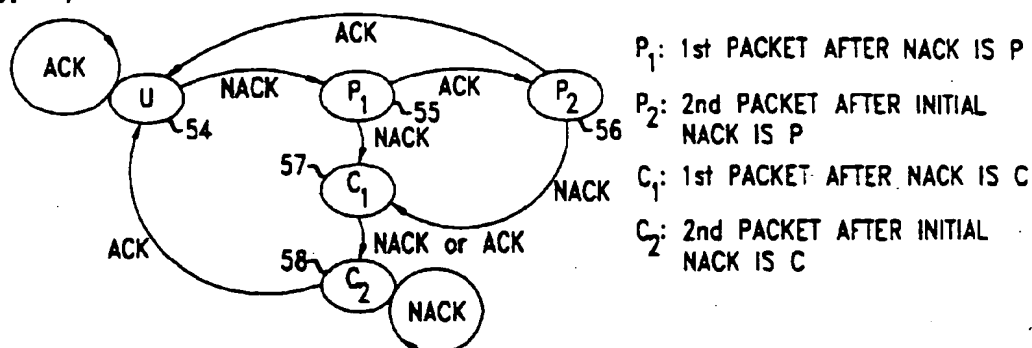 ACK
ACK
U
NACK
P₁
ACK
P₂
54
55
56
NACK
57
C₁
NACK
NACK or ACK
ACK
58
C₂
NACK
P₁: 1st PACKET AFTER NACK IS P
P₂: 2nd PACKET AFTER INITIAL
NACK IS P
C₁: 1st PACKET AFTER NACK IS C
C₂: 2nd PACKET AFTER INITIAL
NACK IS C